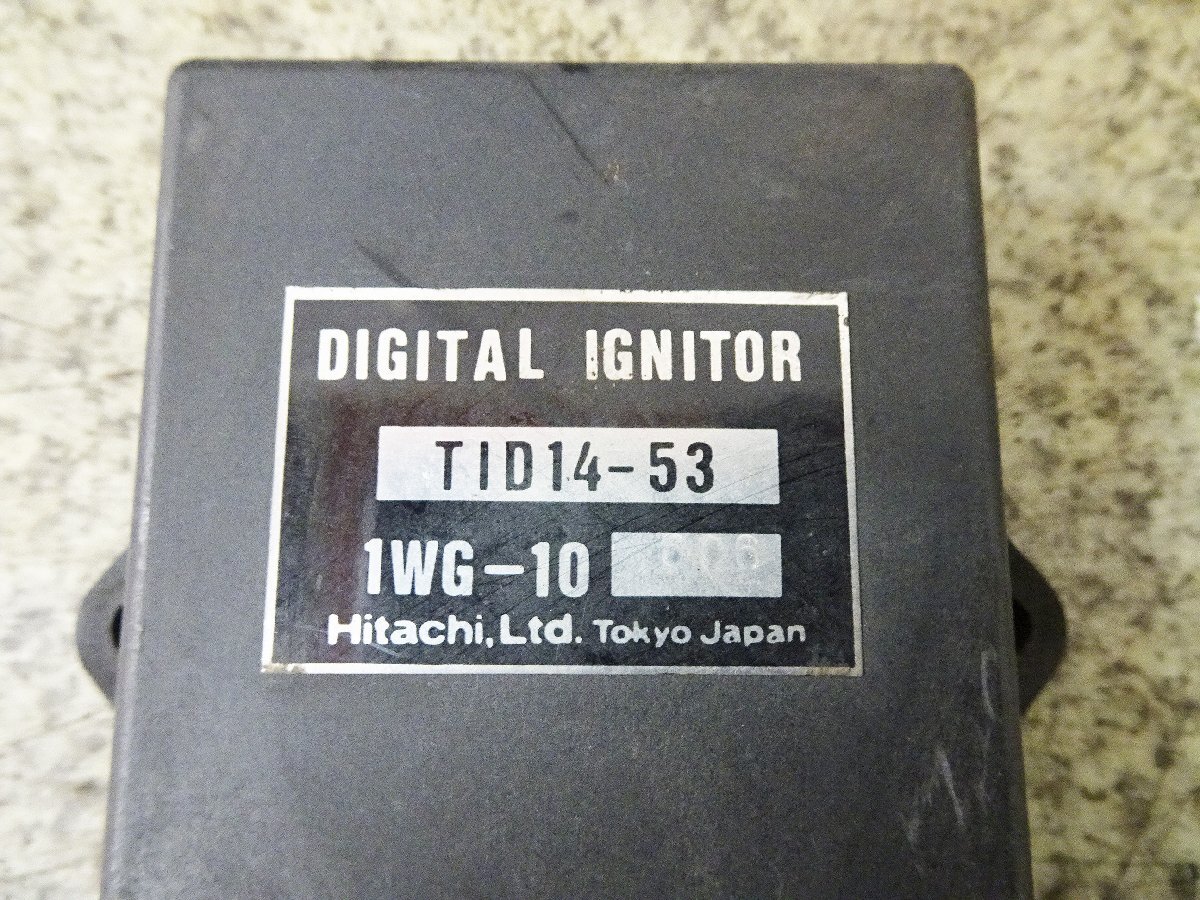 DIGITAL IGNITOR
TID14-53
1WG-10
Hitachi, Ltd. Tokyo Japan